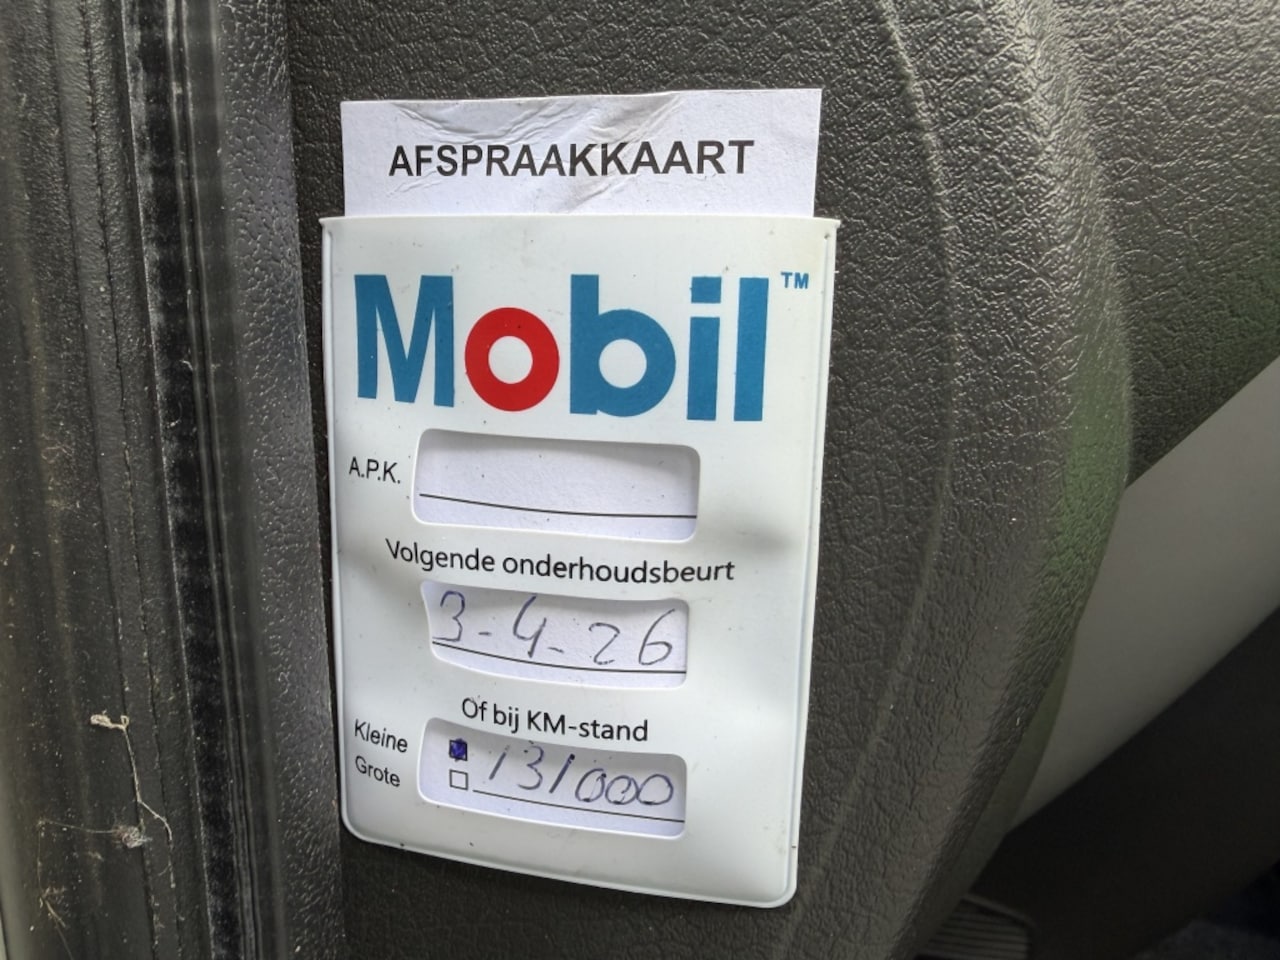 AFSPRAAKKAART
Mobil™
A.P.K.
Volgende onderhoudsbeurt
3-4-26
Of bij KM-stand
Kleine
131000
Grote